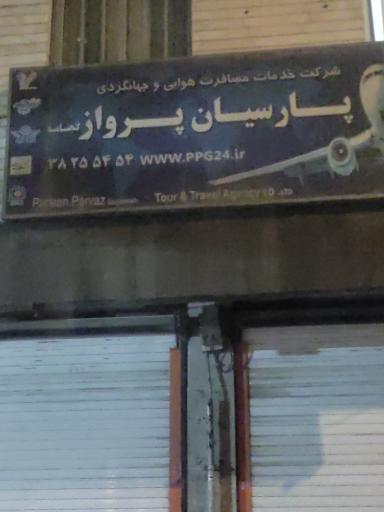 شرکت خدمات مسافرت هوایی و جهانگردی
پارسیان پرواز
۳۸ ۲۵ ۵۴ ۵۴ WWW.PPG24.ir
Parsian Parvaz Tour & Travel Agency CO .,LTD